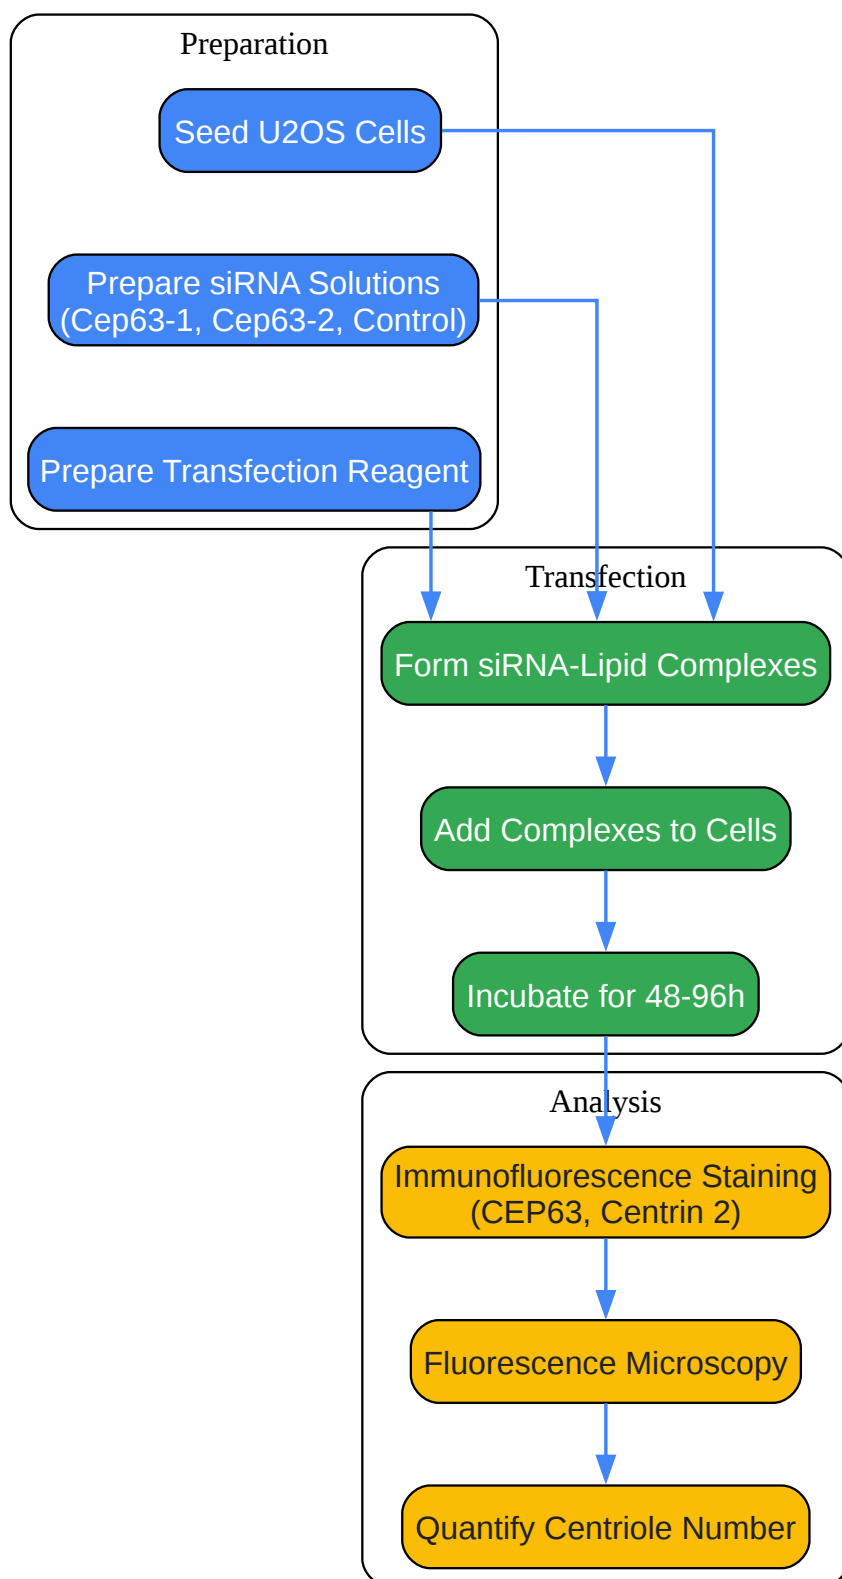 Preparation
Seed U2OS Cells
Prepare siRNA Solutions
(Cep63-1, Cep63-2, Control)
Prepare Transfection Reagent
Transfection
Form siRNA-Lipid Complexes
Add Complexes to Cells
Incubate for 48-96h
Analysis
Immunofluorescence Staining
(CEP63, Centrin 2)
Fluorescence Microscopy
Quantify Centriole Number